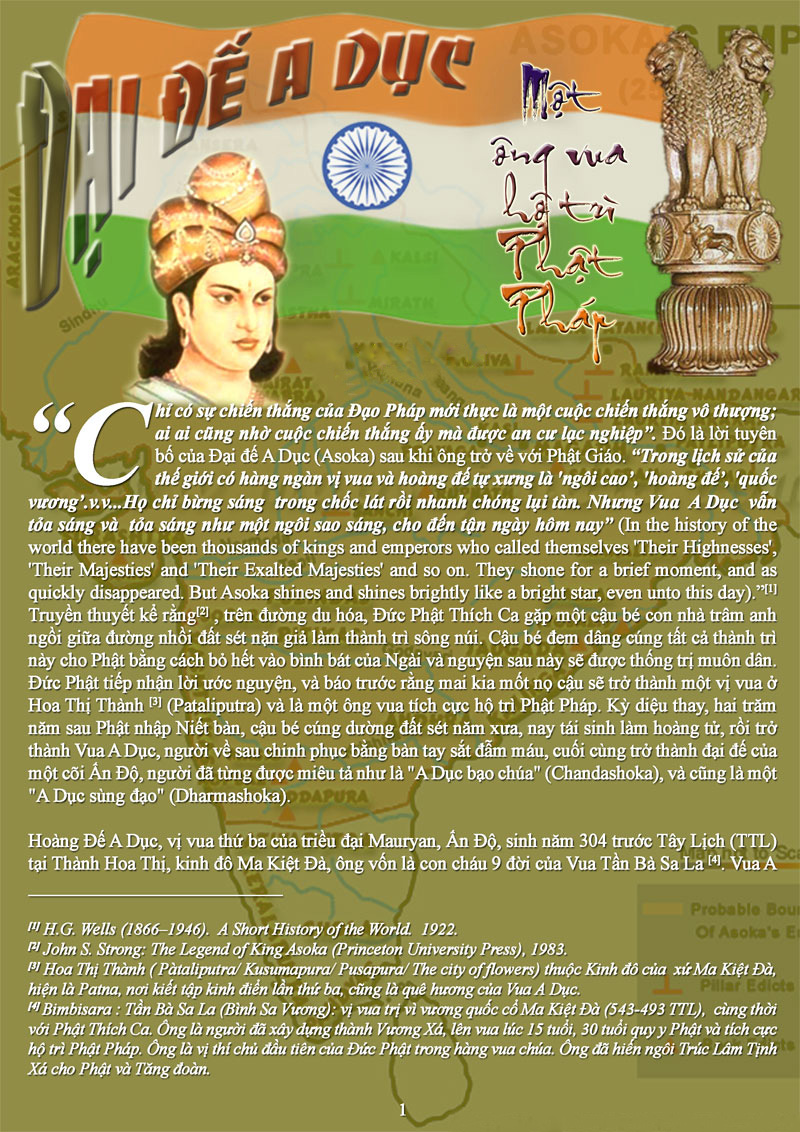 ĐẠI ĐẾ A DỤC
Một
ông vua
hộ trì
Phật
Pháp
ASOKA'S EMP
ARACHOSIA
Sindhu
KALSI
MIRATH
LAURIYA-NANDANGAR
“Chỉ có sự chiến thắng của Đạo Pháp mới thực là một cuộc chiến thắng vô thượng;
ai ai cũng nhờ cuộc chiến thắng ấy mà được an cư lạc nghiệp”. Đó là lời tuyên
bố của Đại đế A Dục (Asoka) sau khi ông trở về với Phật Giáo. “Trong lịch sử của
thế giới có hàng ngàn vị vua và hoàng đế tự xưng là 'ngôi cao', 'hoàng đế’, 'quốc
vương’.v.v...Họ chỉ bừng sáng trong chốc lát rồi nhanh chóng lụi tàn. Nhưng Vua A Dục vẫn
tỏa sáng và tỏa sáng như một ngôi sao sáng, cho đến tận ngày hôm nay” (In the history of the
world there have been thousands of kings and emperors who called themselves 'Their Highnesses',
'Their Majesties' and 'Their Exalted Majesties' and so on. They shone for a brief moment, and as
quickly disappeared. But Asoka shines and shines brightly like a bright star, even unto this day).”[1]
Truyền thuyết kể rằng[2] , trên đường du hóa, Đức Phật Thích Ca gặp một cậu bé con nhà trâm anh
ngồi giữa đường nhồi đất sét nặn giả làm thành trì sông núi. Cậu bé đem dâng cúng tất cả thành trì
này cho Phật bằng cách bỏ hết vào bình bát của Ngài và nguyện sau này sẽ được thống trị muôn dân.
Đức Phật tiếp nhận lời ước nguyện, và báo trước rằng mai kia mốt nọ cậu sẽ trở thành một vị vua ở
Hoa Thị Thành [3] (Pataliputra) và là một ông vua tích cực hộ trì Phật Pháp. Kỳ diệu thay, hai trăm
năm sau Phật nhập Niết bàn, cậu bé cúng dường đất sét năm xưa, nay tái sinh làm hoàng tử, rồi trở
thành Vua A Dục, người về sau chinh phục bằng bàn tay sắt đẫm máu, cuối cùng trở thành đại đế của
một cõi Ấn Độ, người đã từng được miêu tả như là "A Dục bạo chúa" (Chandashoka), và cũng là một
"A Dục sùng đạo" (Dharmashoka).
Hoàng Đế A Dục, vị vua thứ ba của triều đại Mauryan, Ấn Độ, sinh năm 304 trước Tây Lịch (TTL)
tại Thành Hoa Thị, kinh đô Ma Kiệt Đà, ông vốn là con cháu 9 đời của Vua Tần Bà Sa La [4]. Vua A
Probable Bou
Of Asoka's E
Pillar Edicts
[1] H.G. Wells (1866–1946). A Short History of the World. 1922.
[2] John S. Strong: The Legend of King Asoka (Princeton University Press), 1983.
[3] Hoa Thị Thành ( Pàtaliputra/ Kusumapura/ Pusapura/ The city of flowers) thuộc Kinh đô của xứ Ma Kiệt Đà,
hiện là Patna, nơi kiết tập kinh điển lần thứ ba, cũng là quê hương của Vua A Dục.
[4] Bimbisara : Tần Bà Sa La (Bình Sa Vương): vị vua trị vì vương quốc cổ Ma Kiệt Đà (543-493 TTL), cùng thời
với Phật Thích Ca. Ông là người đã xây dựng thành Vương Xá, lên vua lúc 15 tuổi, 30 tuổi quy y Phật và tích cực
hộ trì Phật Pháp. Ông là vị thí chủ đầu tiên của Đức Phật trong hàng vua chúa. Ông đã hiến ngôi Trúc Lâm Tịnh
Xá cho Phật và Tăng đoàn.
1